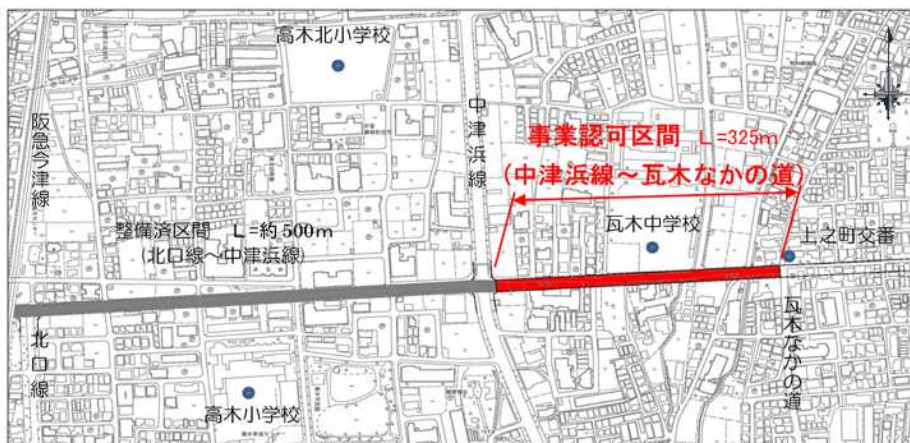 高木北小学校
中津浜線
阪急今津線
事業認可区間 L=325m
(中津浜線～瓦木なかの道)
整備済区間 L=約500m
(北口線～中津浜線)
瓦木中学校
上之町交番
北口線
瓦木なかの道
高木小学校